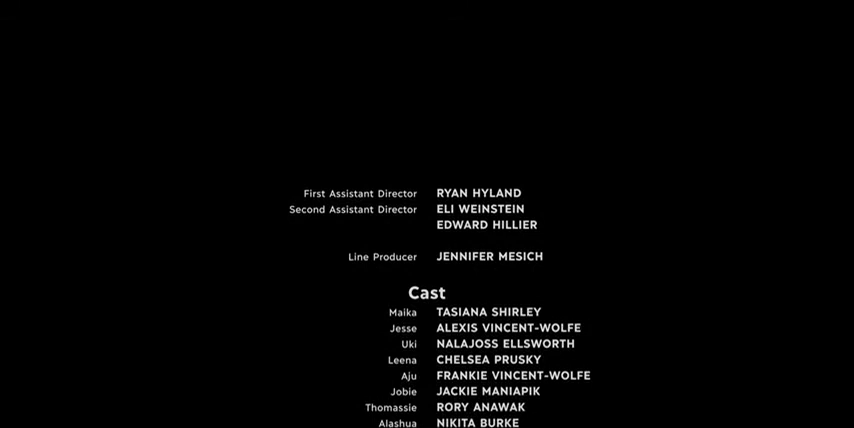 First Assistant Director RYAN HYLAND
Second Assistant Director ELI WEINSTEIN
EDWARD HILLIER
Line Producer JENNIFER MESICH
Cast
Maika TASIANA SHIRLEY
Jesse ALEXIS VINCENT-WOLFE
Uki NALAJOSS ELLSWORTH
Leena CHELSEA PRUSKY
Aju FRANKIE VINCENT-WOLFE
Jobie JACKIE MANIAPIK
Thomassie RORY ANAWAK
Alashua NIKITA BURKE